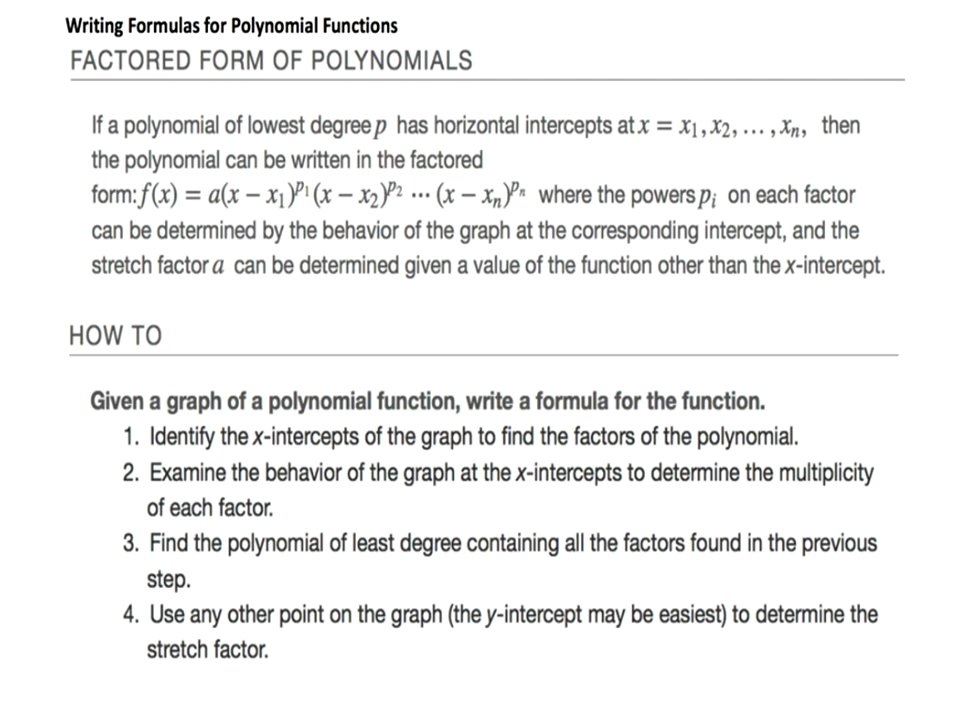 Writing Formulas for Polynomial Functions
FACTORED FORM OF POLYNOMIALS
If a polynomial of lowest degree p has horizontal intercepts at x = x₁, x₂, … , xₙ, then
the polynomial can be written in the factored
form: f(x) = a(x − x₁)^p₁ (x − x₂)^p₂ ⋯ (x − xₙ)^pₙ where the powers pᵢ on each factor
can be determined by the behavior of the graph at the corresponding intercept, and the
stretch factor a can be determined given a value of the function other than the x-intercept.
HOW TO
Given a graph of a polynomial function, write a formula for the function.
1. Identify the x-intercepts of the graph to find the factors of the polynomial.
2. Examine the behavior of the graph at the x-intercepts to determine the multiplicity
of each factor.
3. Find the polynomial of least degree containing all the factors found in the previous
step.
4. Use any other point on the graph (the y-intercept may be easiest) to determine the
stretch factor.